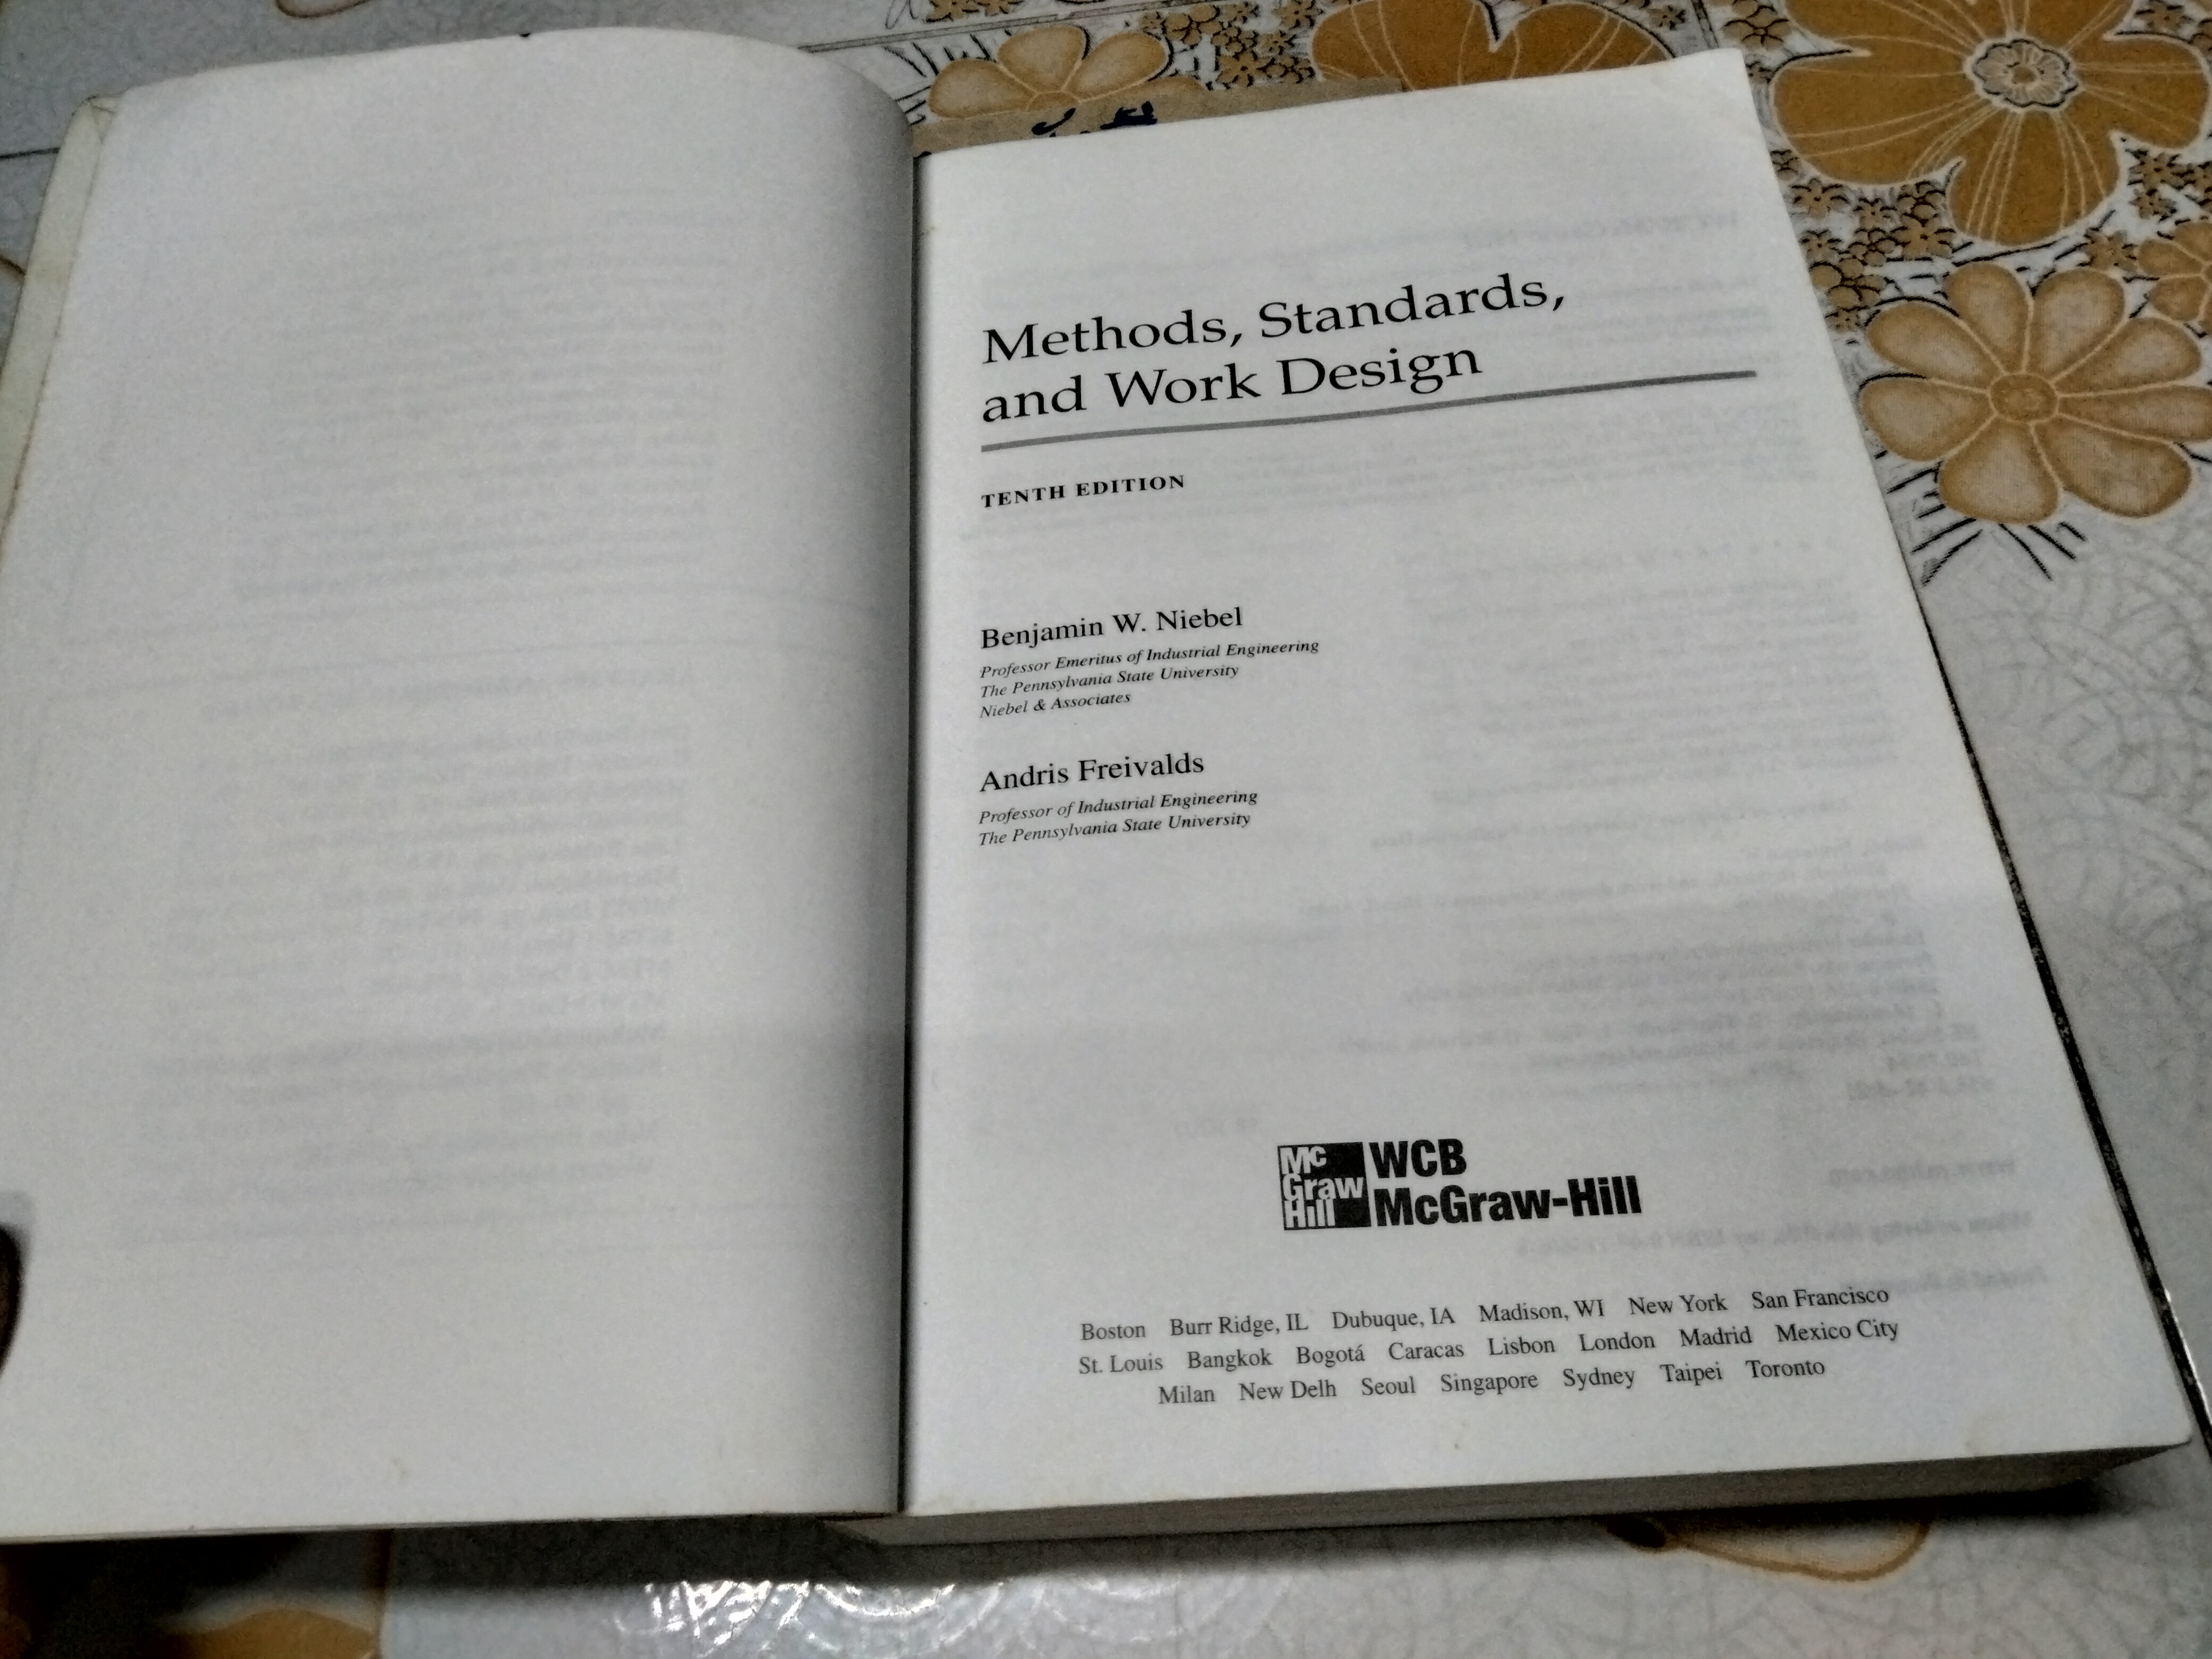 Methods, Standards,
and Work Design
TENTH EDITION
Benjamin W. Niebel
Professor Emeritus of Industrial Engineering
The Pennsylvania State University
Niebel & Associates
Andris Freivalds
Professor of Industrial Engineering
The Pennsylvania State University
Mc
Graw
Hill
WCB
McGraw-Hill
Boston Burr Ridge, IL Dubuque, IA Madison, WI New York San Francisco
St. Louis Bangkok Bogotá Caracas Lisbon London Madrid Mexico City
Milan New Delh Seoul Singapore Sydney Taipei Toronto